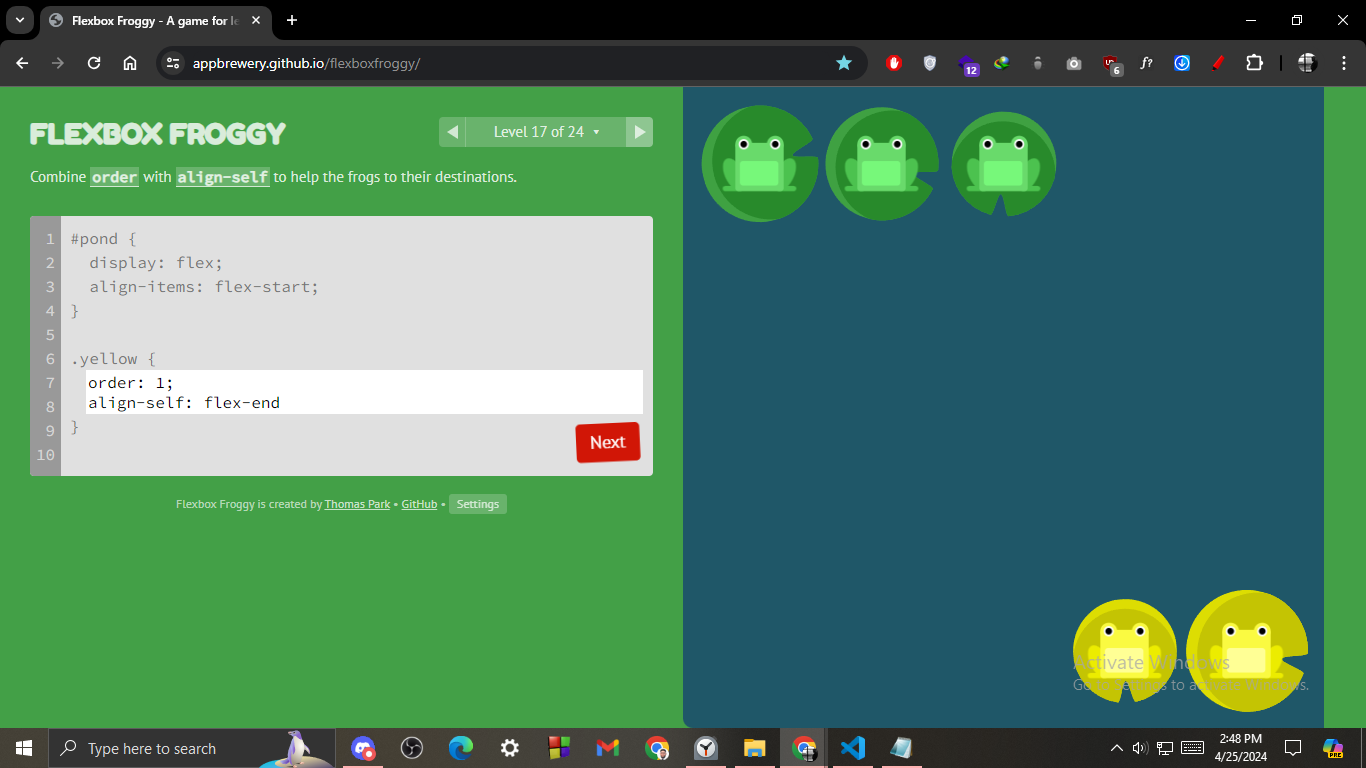 Flexbox Froggy - A game for le
appbrewery.github.io/flexboxfroggy/
12
6
f?
FLEXBOX FROGGY
Level 17 of 24
Combine order with align-self to help the frogs to their destinations.
1 #pond {
2 display: flex;
3 align-items: flex-start;
4 }
5
6 .yellow {
7 order: 1;
8 align-self: flex-end
9 }
10
Next
Flexbox Froggy is created by Thomas Park • GitHub • Settings
Activate Windows
Go to Settings to activate Windows.
Type here to search
2:48 PM
4/25/2024
PRE